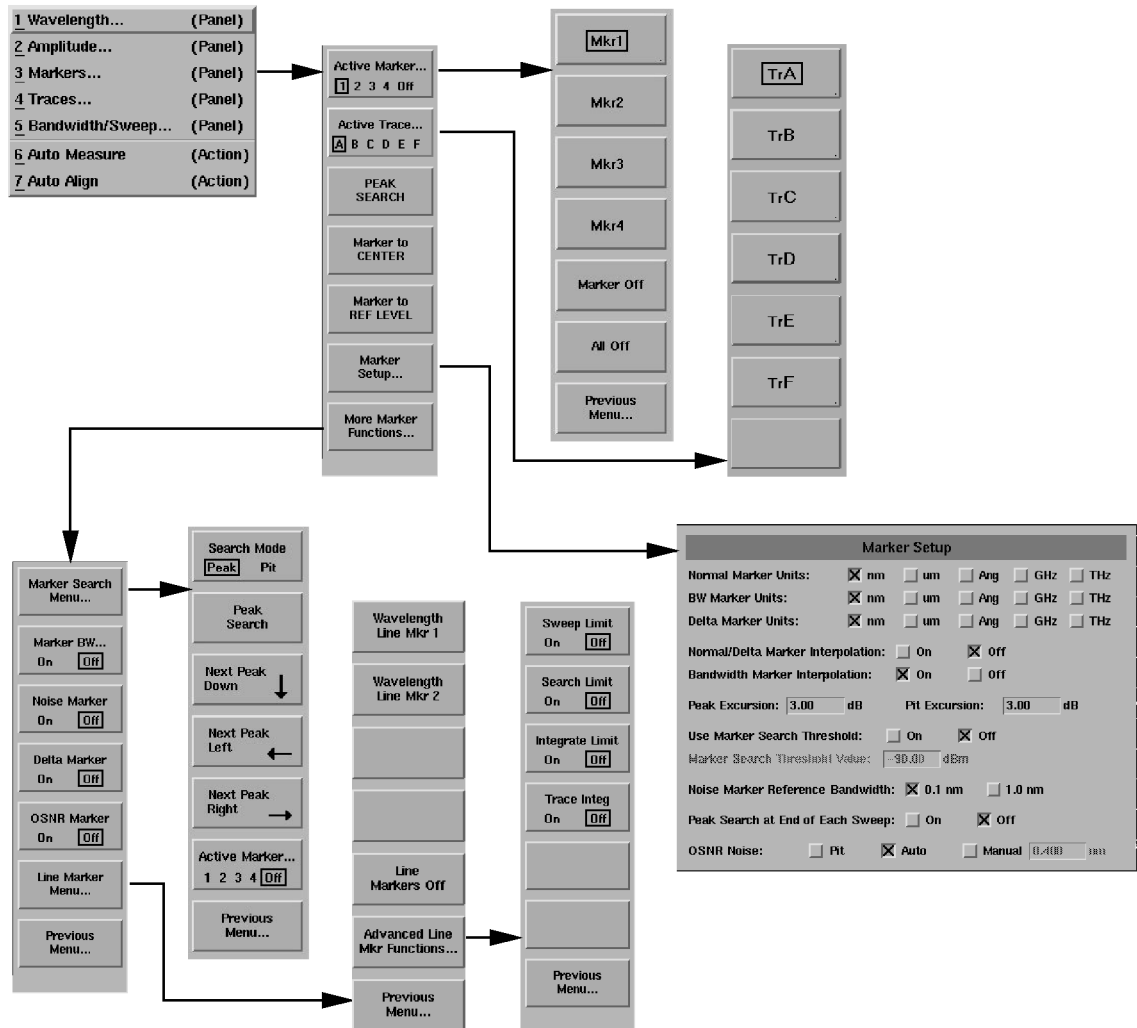 1 Wavelength... (Panel)
2 Amplitude... (Panel)
3 Markers... (Panel)
4 Traces... (Panel)
5 Bandwidth/Sweep... (Panel)
6 Auto Measure (Action)
7 Auto Align (Action)
Active Marker...
1 2 3 4 Off
Active Trace...
A B C D E F
PEAK
SEARCH
Marker to
CENTER
Marker to
REF LEVEL
Marker
Setup...
More Marker
Functions...
Mkr1
Mkr2
Mkr3
Mkr4
Marker Off
All Off
Previous
Menu...
TrA
TrB
TrC
TrD
TrE
TrF
Marker Search
Menu...
Marker BW...
On Off
Noise Marker
On Off
Delta Marker
On Off
OSNR Marker
On Off
Line Marker
Menu...
Previous
Menu...
Search Mode
Peak Pit
Peak
Search
Next Peak
Down
Next Peak
Left
Next Peak
Right
Active Marker...
1 2 3 4 Off
Previous
Menu...
Wavelength
Line Mkr 1
Wavelength
Line Mkr 2
Line
Markers Off
Advanced Line
Mkr Functions...
Previous
Menu...
Sweep Limit
On Off
Search Limit
On Off
Integrate Limit
On Off
Trace Integ
On Off
Previous
Menu...
Marker Setup
Normal Marker Units: nm um Ang GHz THz
BW Marker Units: nm um Ang GHz THz
Delta Marker Units: nm um Ang GHz THz
Normal/Delta Marker Interpolation: On Off
Bandwidth Marker Interpolation: On Off
Peak Excursion: 3.00 dB Pit Excursion: 3.00 dB
Use Marker Search Threshold: On Off
Marker Search Threshold Value: -90.00 dBm
Noise Marker Reference Bandwidth: 0.1 nm 1.0 nm
Peak Search at End of Each Sweep: On Off
OSNR Noise: Pit Auto Manual 0.400 nm